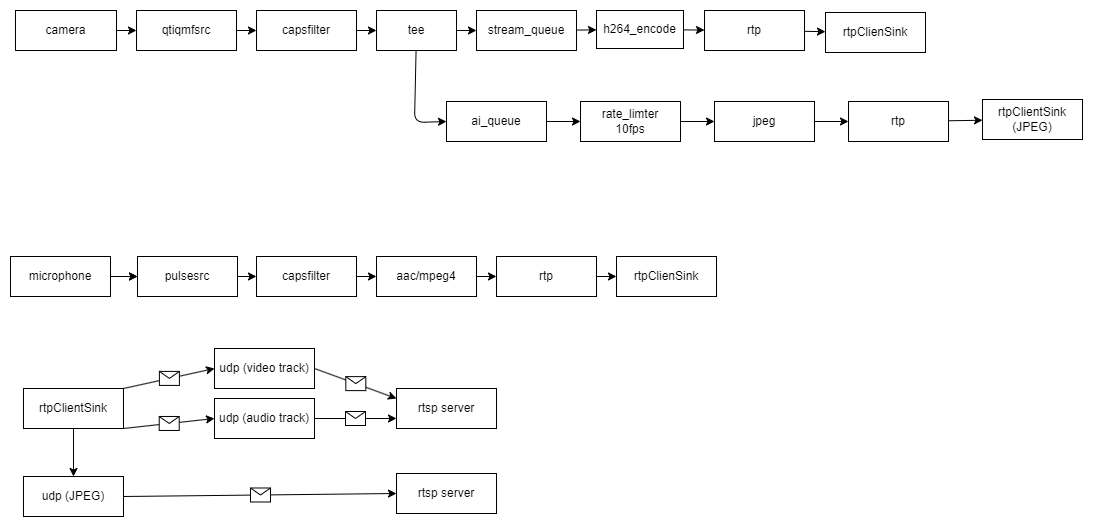 camera
qtiqmfsrc
capsfilter
tee
stream_queue
h264_encode
rtp
rtpClienSink
ai_queue
rate_limter
10fps
jpeg
rtp
rtpClientSink
(JPEG)
microphone
pulsesrc
capsfilter
aac/mpeg4
rtp
rtpClienSink
udp (video track)
rtpClientSink
rtsp server
udp (audio track)
udp (JPEG)
rtsp server